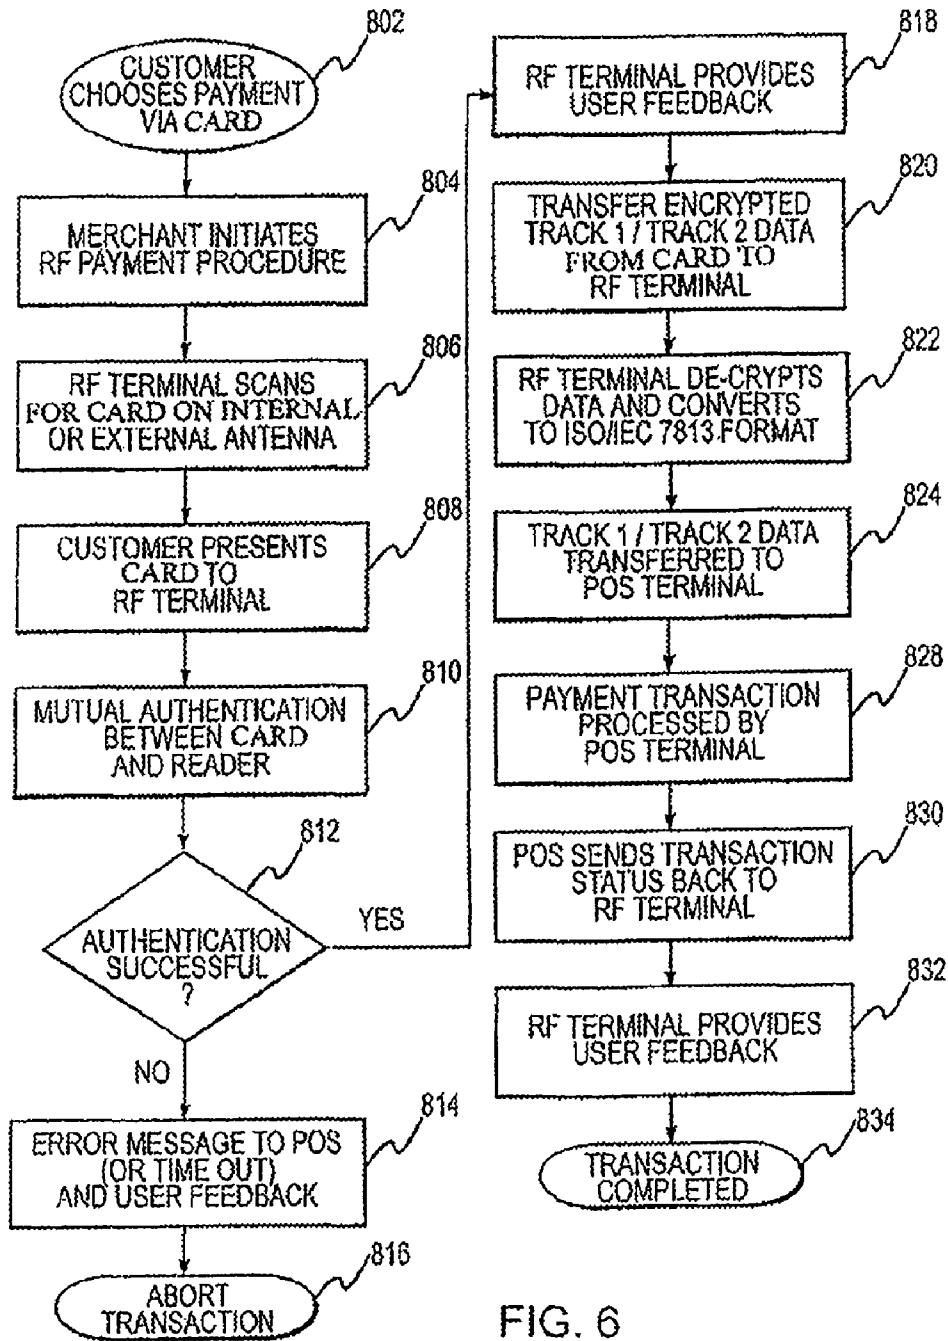 802
CUSTOMER
CHOOSES PAYMENT
VIA CARD
804
MERCHANT INITIATES
RF PAYMENT PROCEDURE
806
RF TERMINAL SCANS
FOR CARD ON INTERNAL
OR EXTERNAL ANTENNA
808
CUSTOMER PRESENTS
CARD TO
RF TERMINAL
810
MUTUAL AUTHENTICATION
BETWEEN CARD
AND READER
812
AUTHENTICATION
SUCCESSFUL
?
YES
NO
814
ERROR MESSAGE TO POS
(OR TIME OUT)
AND USER FEEDBACK
816
ABORT
TRANSACTION
818
RF TERMINAL PROVIDES
USER FEEDBACK
820
TRANSFER ENCRYPTED
TRACK 1 / TRACK 2 DATA
FROM CARD TO
RF TERMINAL
822
RF TERMINAL DE-CRYPTS
DATA AND CONVERTS
TO ISO/IEC 7813 FORMAT
824
TRACK 1 / TRACK 2 DATA
TRANSFERRED TO
POS TERMINAL
828
PAYMENT TRANSACTION
PROCESSED BY
POS TERMINAL
830
POS SENDS TRANSACTION
STATUS BACK TO
RF TERMINAL
832
RF TERMINAL PROVIDES
USER FEEDBACK
834
TRANSACTION
COMPLETED
FIG. 6